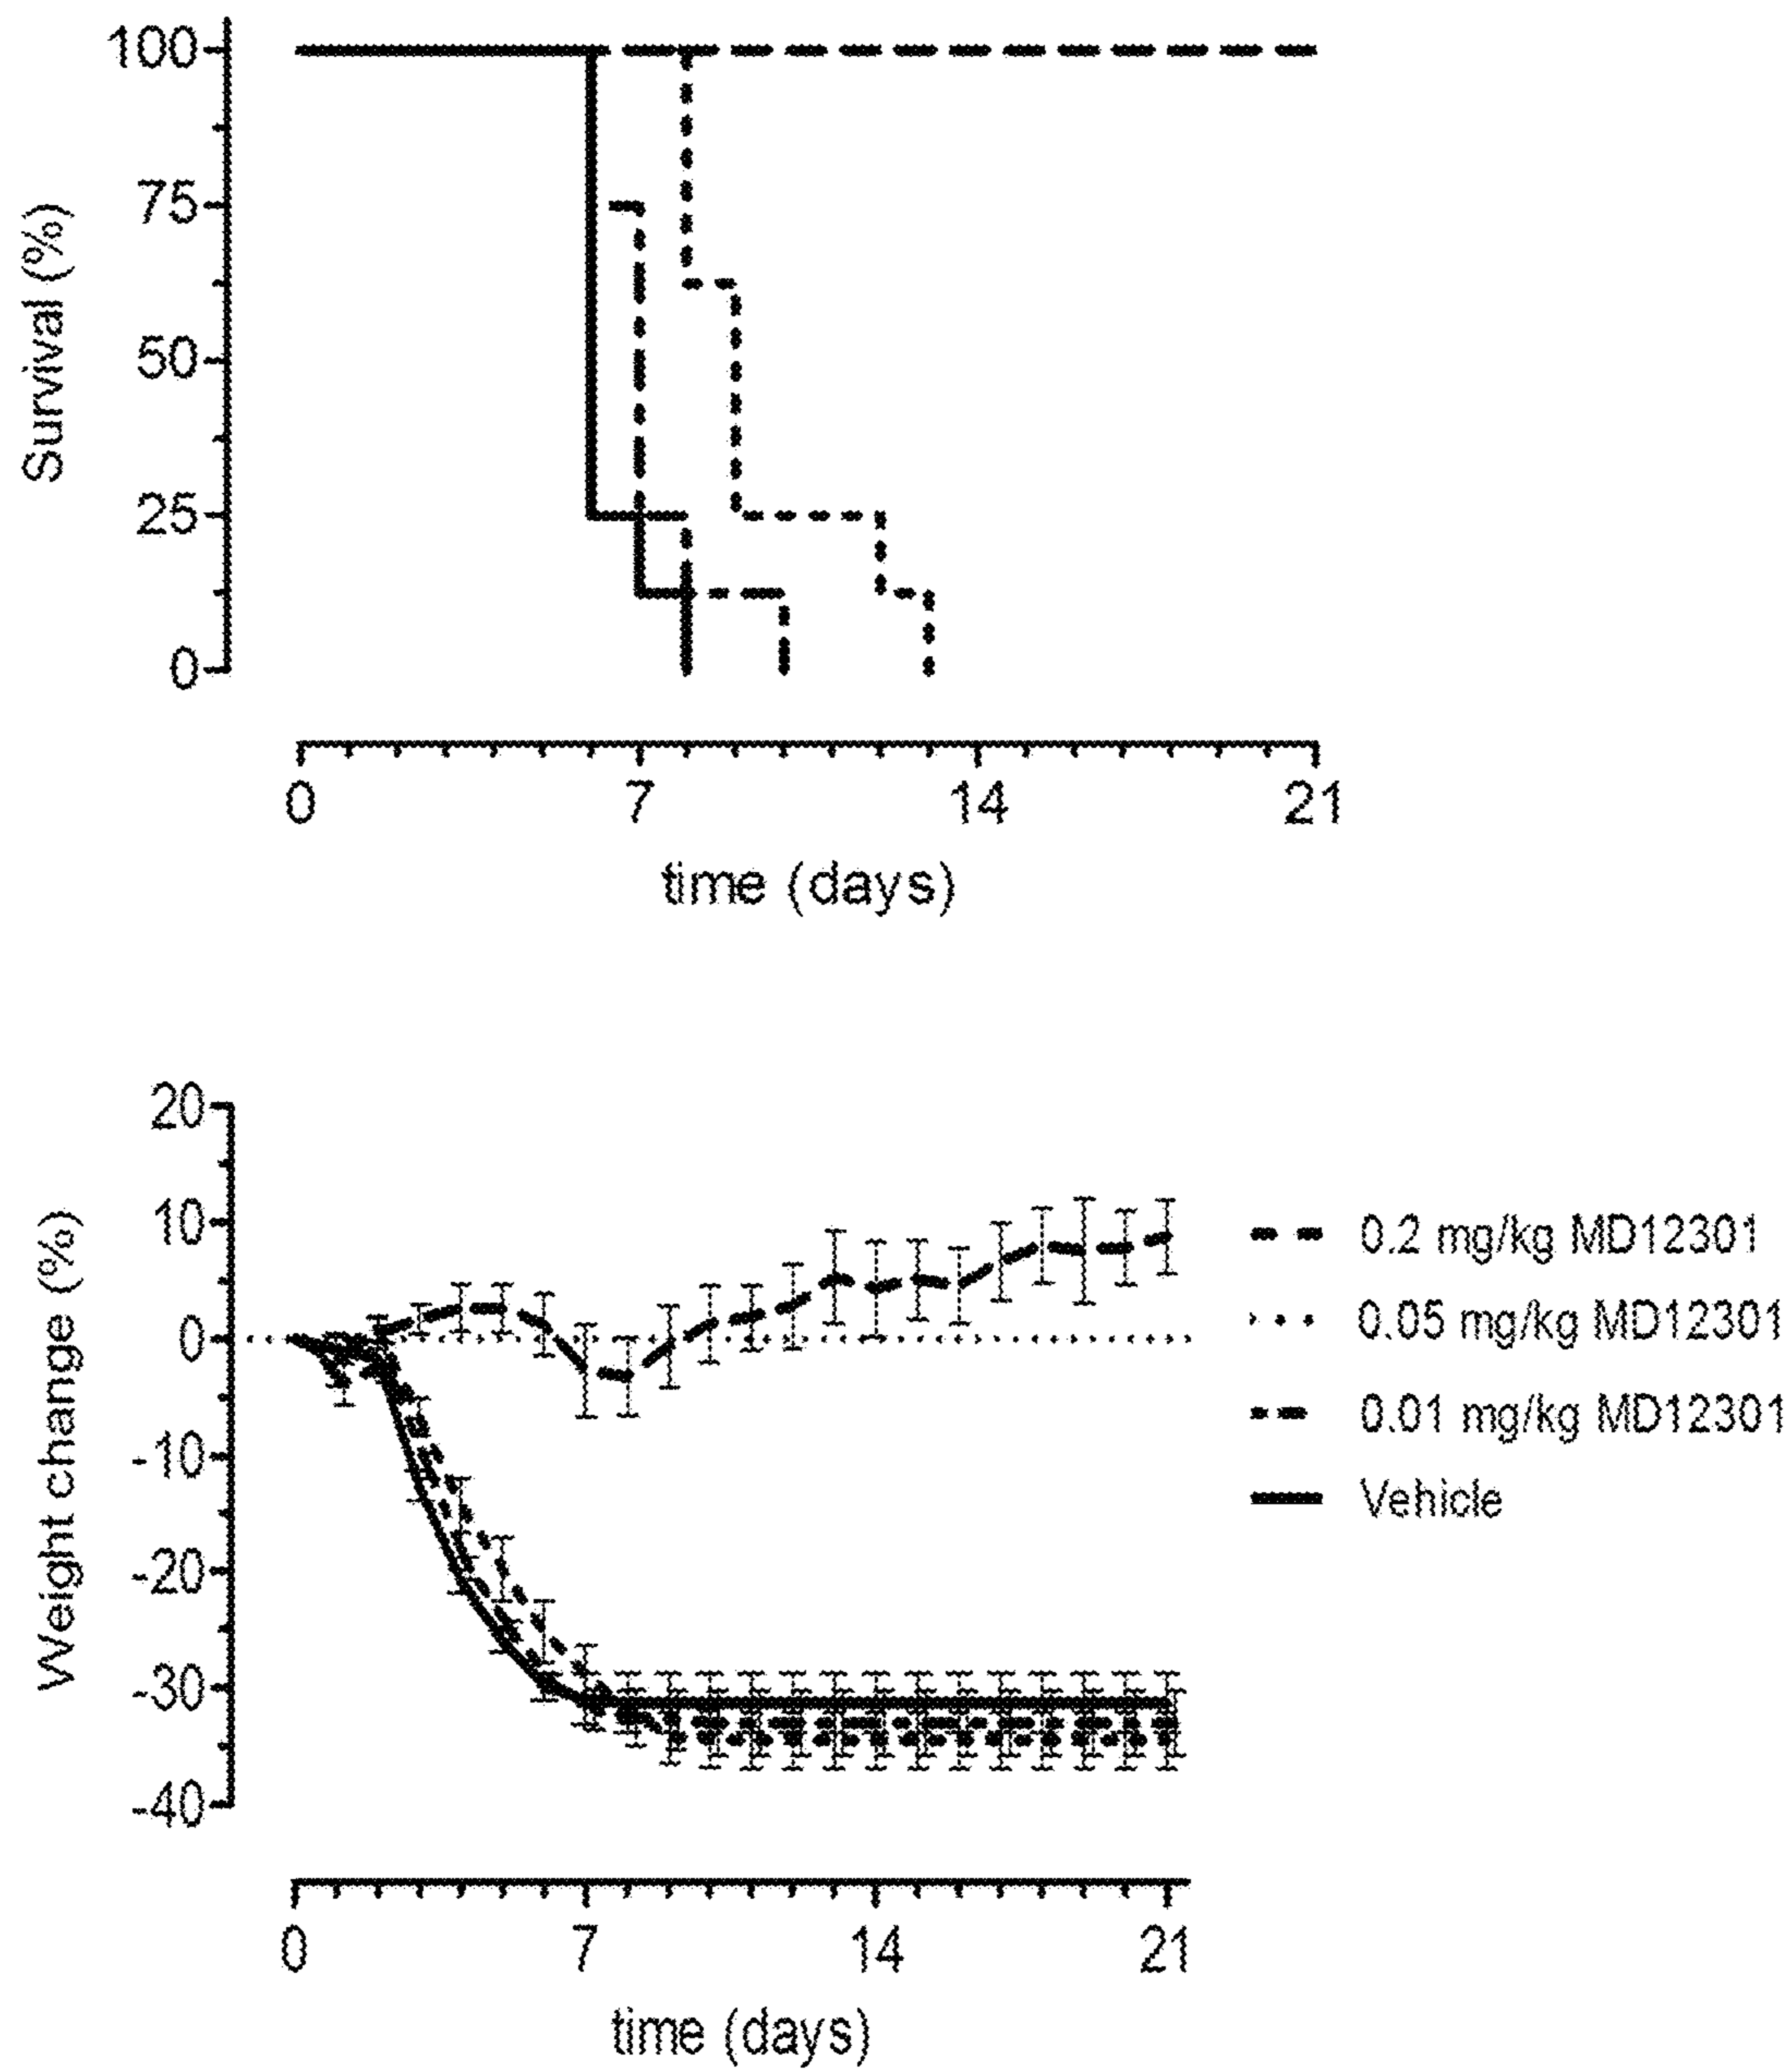 100
75
50
25
0
Survival (%)
0 7 14 21
time (days)
20
10
0
-10
-20
-30
-40
Weight change (%)
0.2 mg/kg MD12301
0.05 mg/kg MD12301
0.01 mg/kg MD12301
Vehicle
0 7 14 21
time (days)